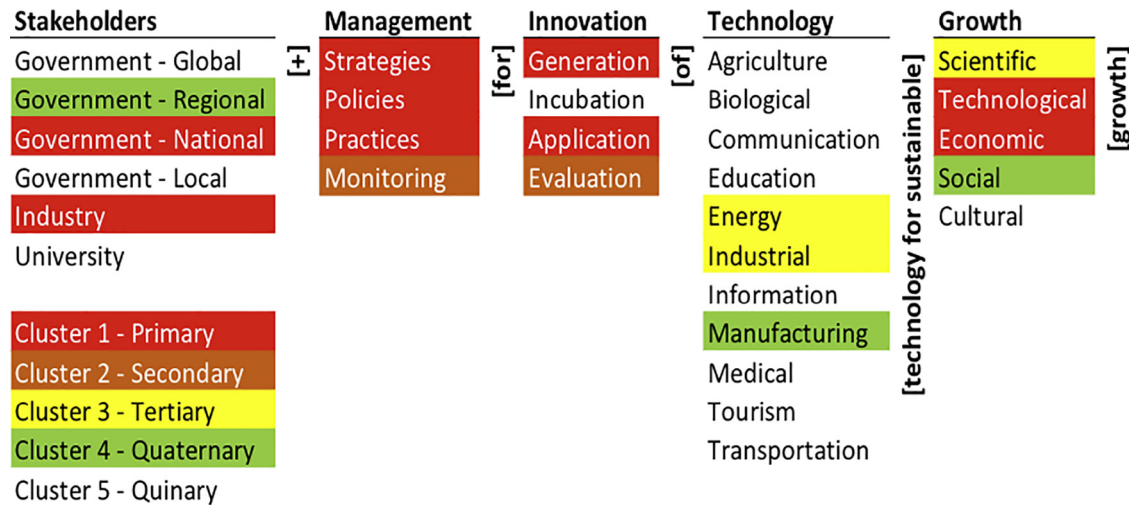 Stakeholders
Government - Global
Government - Regional
Government - National
Government - Local
Industry
University
[+]
Management
Strategies
Policies
Practices
Monitoring
[for]
Innovation
Generation
Incubation
Application
Evaluation
[of]
Technology
Agriculture
Biological
Communication
Education
Energy
Industrial
Information
Manufacturing
Medical
Tourism
Transportation
[technology for sustainable]
Growth
Scientific
Technological
Economic
Social
Cultural
[growth]
Cluster 1 - Primary
Cluster 2 - Secondary
Cluster 3 - Tertiary
Cluster 4 - Quaternary
Cluster 5 - Quinary